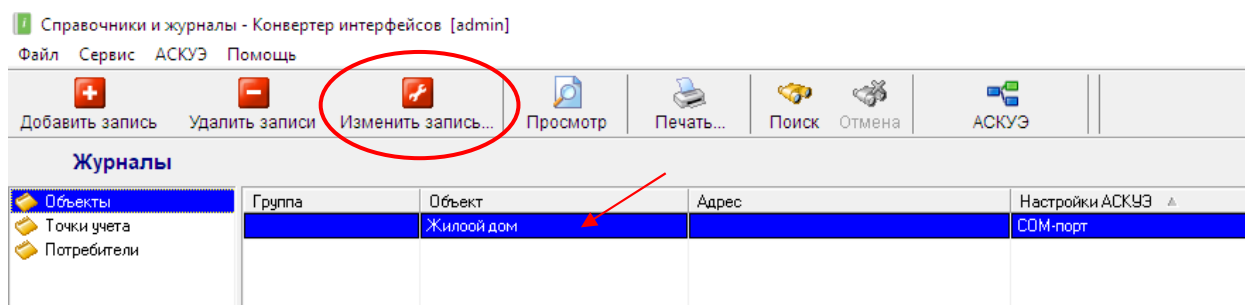 Справочники и журналы - Конвертер интерфейсов [admin]
Файл Сервис АСКУЭ Помощь
Добавить запись Удалить записи Изменить запись... Просмотр Печать... Поиск Отмена АСКУЭ
Журналы
Объекты Группа Объект Адрес Настройки АСКУЭ
Точки учета Жилоой дом COM-порт
Потребители